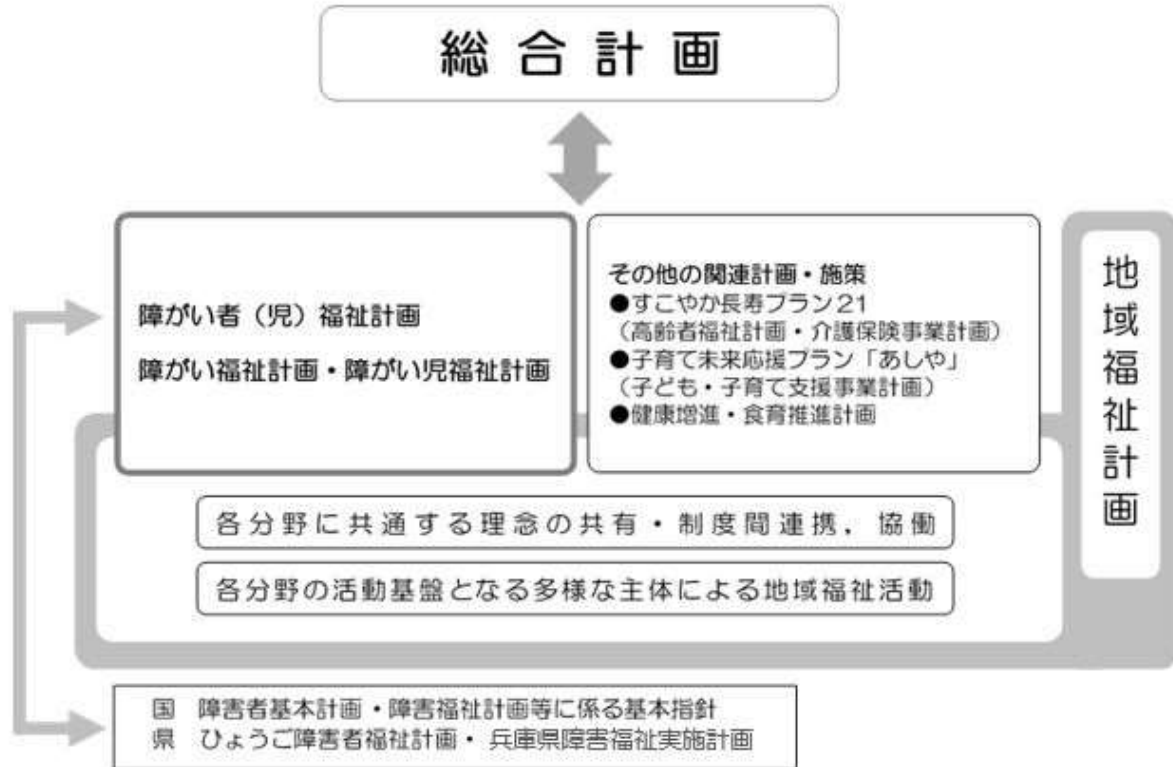 総合計画
障がい者（児）福祉計画
障がい福祉計画・障がい児福祉計画
その他の関連計画・施策
●すこやか長寿プラン21
（高齢者福祉計画・介護保険事業計画）
●子育て未来応援プラン「あしや」
（子ども・子育て支援事業計画）
●健康増進・食育推進計画
地域福祉計画
各分野に共通する理念の共有・制度間連携，協働
各分野の活動基盤となる多様な主体による地域福祉活動
国　障害者基本計画・障害福祉計画等に係る基本指針
県　ひょうご障害者福祉計画・ 兵庫県障害福祉実施計画